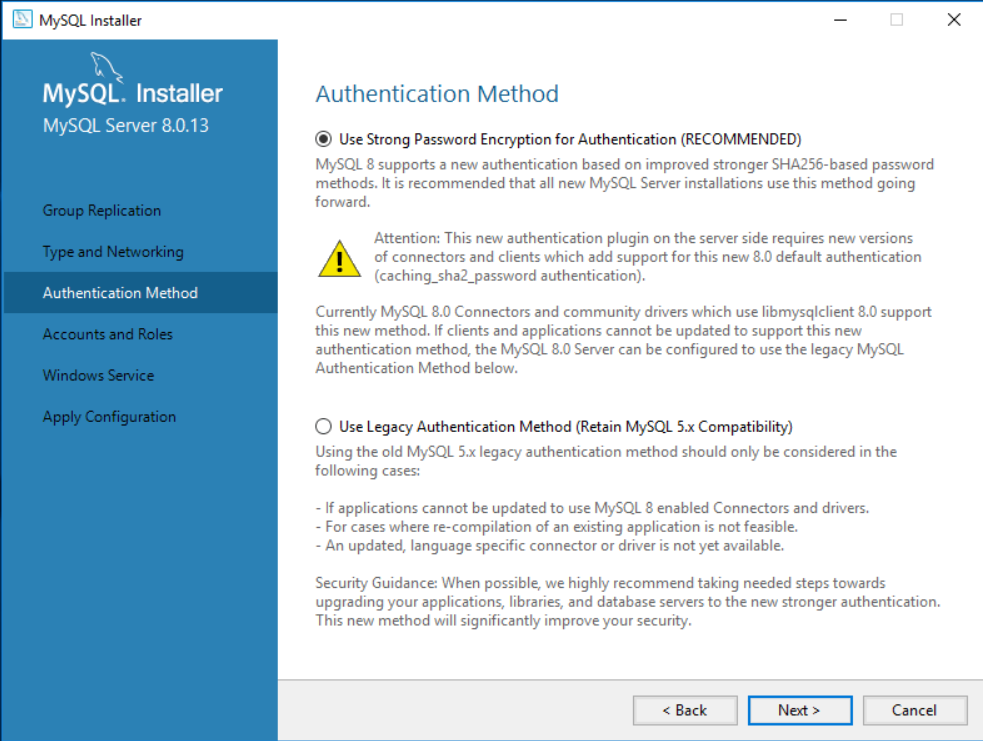 MySQL Installer
MySQL. Installer
MySQL Server 8.0.13
Group Replication
Type and Networking
Authentication Method
Accounts and Roles
Windows Service
Apply Configuration
Authentication Method
Use Strong Password Encryption for Authentication (RECOMMENDED)
MySQL 8 supports a new authentication based on improved stronger SHA256-based password
methods. It is recommended that all new MySQL Server installations use this method going
forward.
Attention: This new authentication plugin on the server side requires new versions
of connectors and clients which add support for this new 8.0 default authentication
(caching_sha2_password authentication).
Currently MySQL 8.0 Connectors and community drivers which use libmysqlclient 8.0 support
this new method. If clients and applications cannot be updated to support this new
authentication method, the MySQL 8.0 Server can be configured to use the legacy MySQL
Authentication Method below.
Use Legacy Authentication Method (Retain MySQL 5.x Compatibility)
Using the old MySQL 5.x legacy authentication method should only be considered in the
following cases:
- If applications cannot be updated to use MySQL 8 enabled Connectors and drivers.
- For cases where re-compilation of an existing application is not feasible.
- An updated, language specific connector or driver is not yet available.
Security Guidance: When possible, we highly recommend taking needed steps towards
upgrading your applications, libraries, and database servers to the new stronger authentication.
This new method will significantly improve your security.
< Back
Next >
Cancel